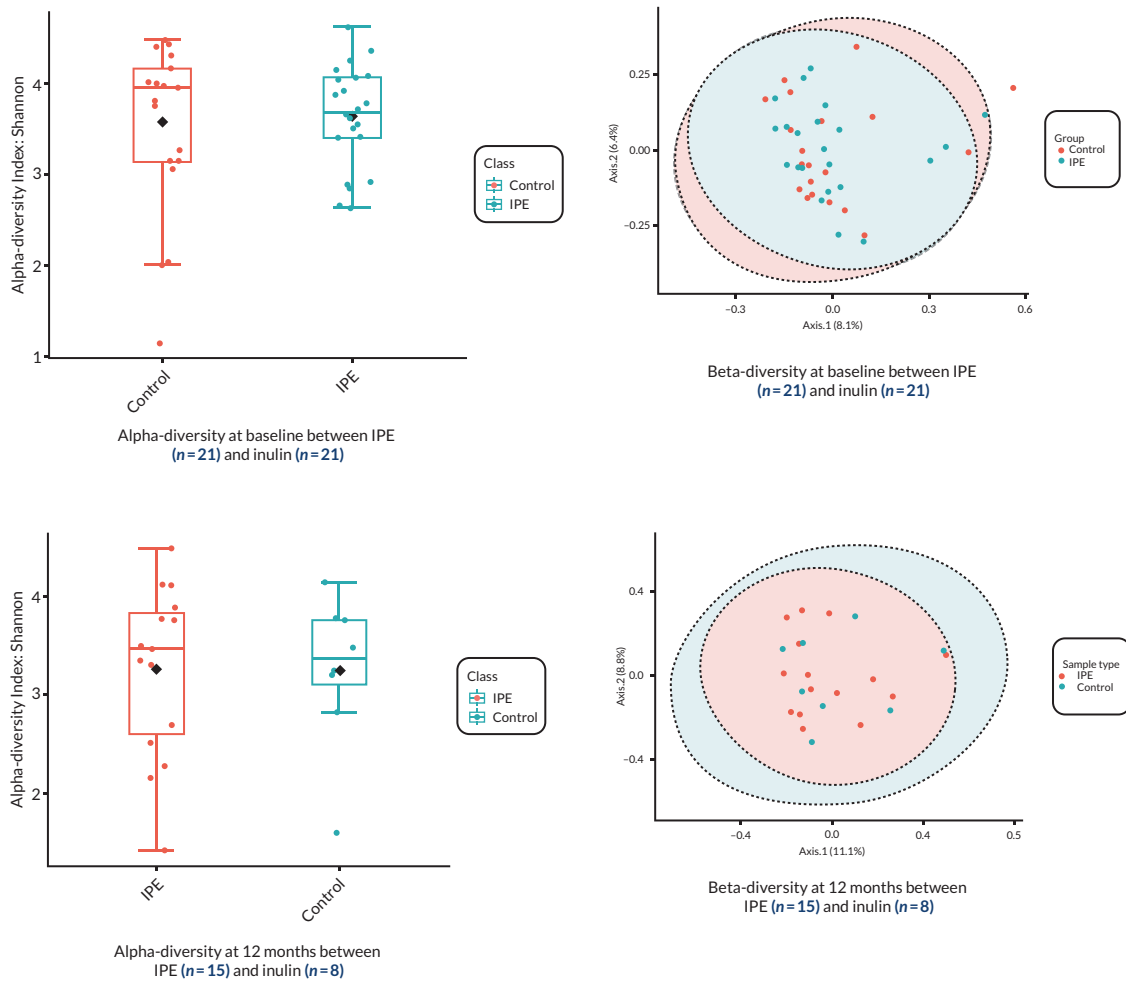 Alpha-diversity Index: Shannon
4
3
2
1
Control
IPE
Class
Control
IPE
Alpha-diversity at baseline between IPE
(n = 21) and inulin (n = 21)
Axis.2 (6.4%)
0.25
0.00
−0.25
−0.3
0.0
0.3
0.6
Axis.1 (8.1%)
Group
Control
IPE
Beta-diversity at baseline between IPE
(n = 21) and inulin (n = 21)
Alpha-diversity Index: Shannon
4
3
2
IPE
Control
Class
IPE
Control
Alpha-diversity at 12 months between
IPE (n = 15) and inulin (n = 8)
Axis.2 (8.8%)
0.4
0.0
−0.4
−0.4
0.0
0.4
0.5
Axis.1 (11.1%)
Sample type
IPE
Control
Beta-diversity at 12 months between
IPE (n = 15) and inulin (n = 8)